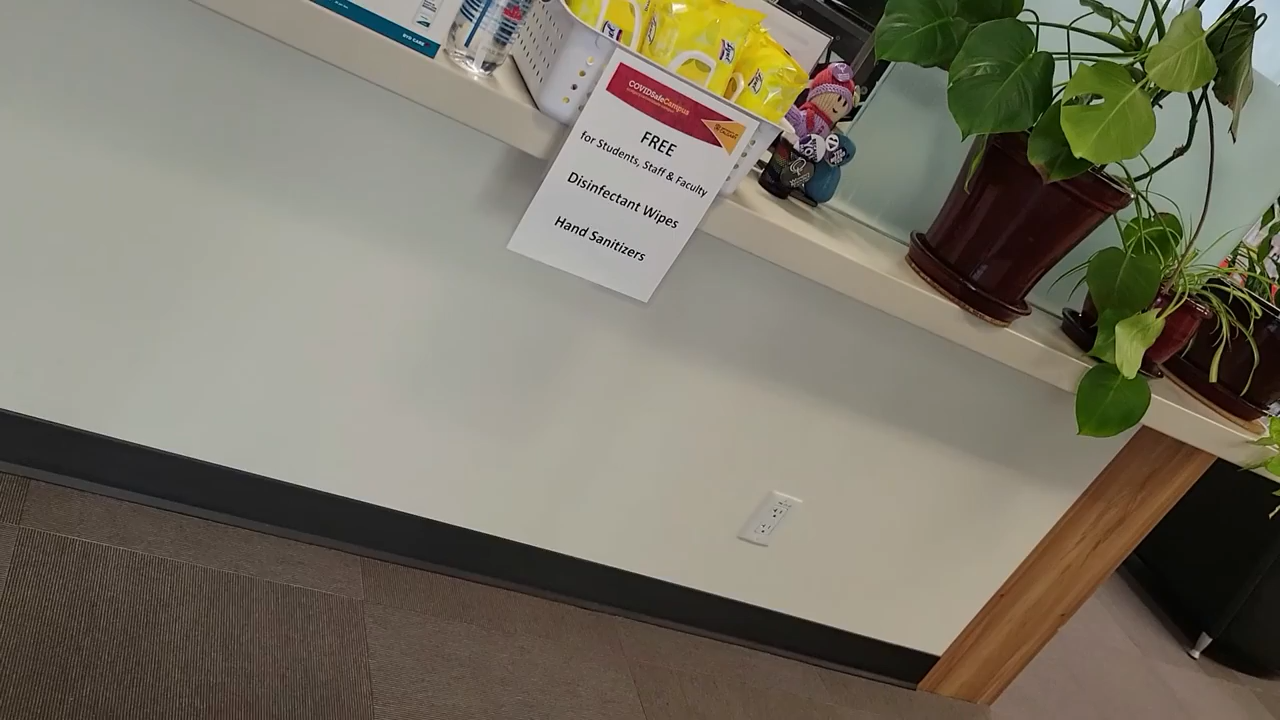 COVIDSafeCampus
FREE
for Students, Staff & Faculty
Disinfectant Wipes
Hand Sanitizers